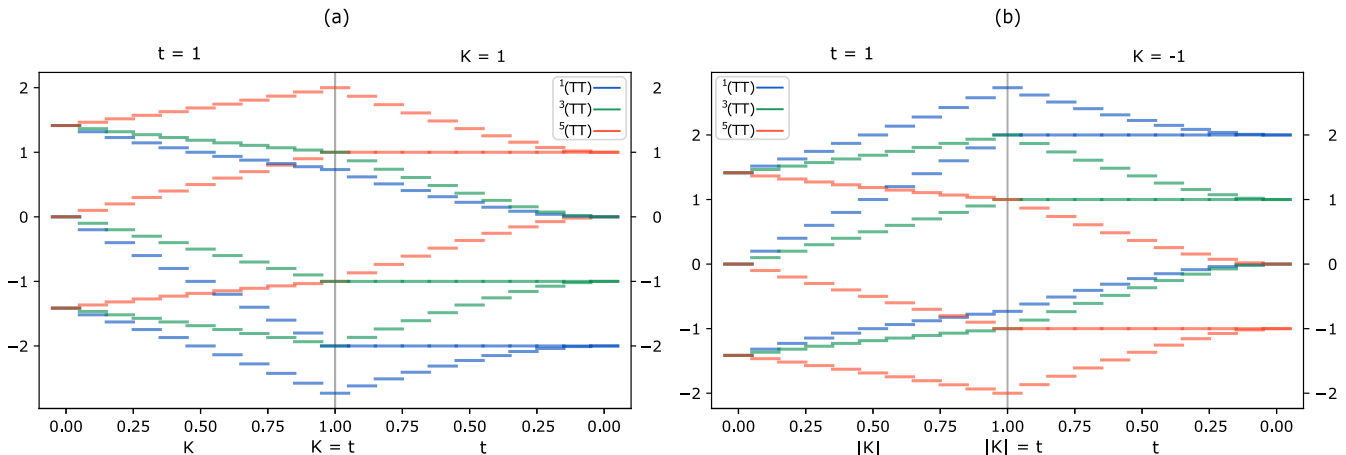 (a)
t = 1
K = 1
¹(TT)
³(TT)
⁵(TT)
2
1
0
−1
−2
2
1
0
−1
−2
0.00 0.25 0.50 0.75 1.00 0.75 0.50 0.25 0.00
K
K = t
t
(b)
t = 1
K = -1
¹(TT)
³(TT)
⁵(TT)
2
1
0
−1
−2
2
1
0
−1
−2
0.00 0.25 0.50 0.75 1.00 0.75 0.50 0.25 0.00
|K|
|K| = t
t